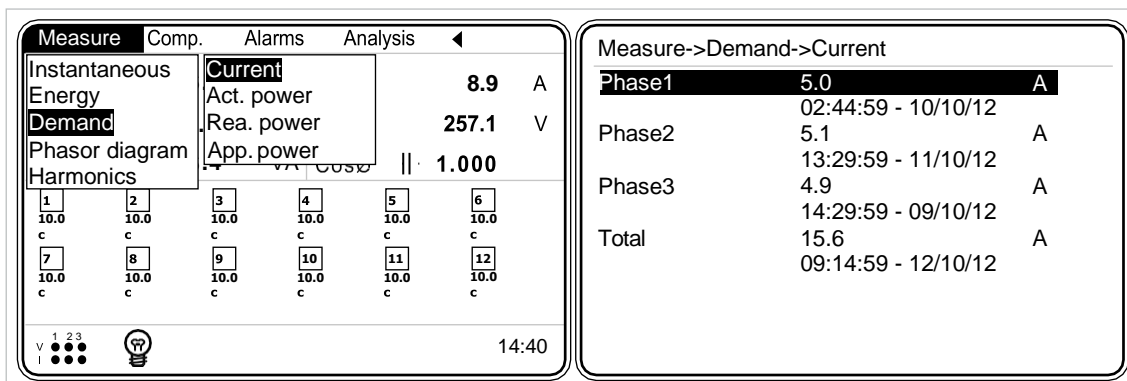 Measure Comp. Alarms Analysis
Instantaneous Current 8.9 A
Energy Act. power
Demand Rea. power 257.1 V
Phasor diagram App. power
VA CosØ 1.000
Harmonics
1 2 3 4 5 6
10.0 10.0 10.0 10.0 10.0 10.0
c c c c c c
7 8 9 10 11 12
10.0 10.0 10.0 10.0 10.0 10.0
c c c c c c
1 2 3
V
I
14:40
Measure->Demand->Current
Phase1 5.0 A
02:44:59 - 10/10/12
Phase2 5.1 A
13:29:59 - 11/10/12
Phase3 4.9 A
14:29:59 - 09/10/12
Total 15.6 A
09:14:59 - 12/10/12